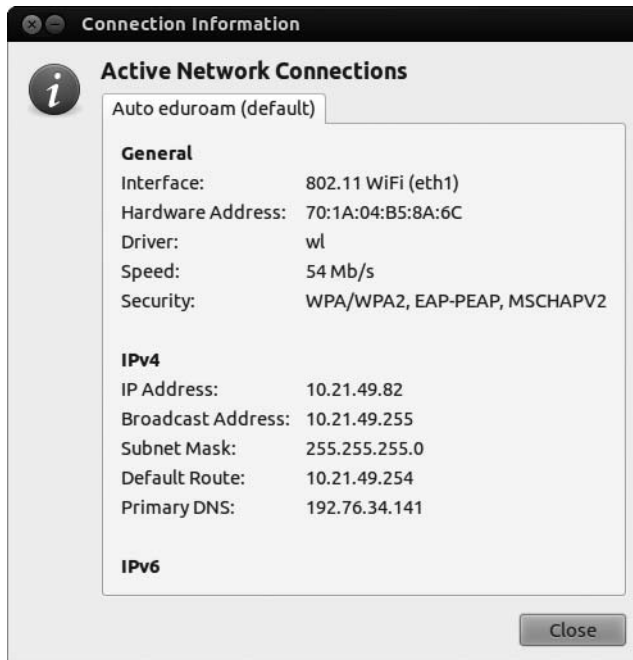 Connection Information
Active Network Connections
Auto eduroam (default)
General
Interface: 802.11 WiFi (eth1)
Hardware Address: 70:1A:04:B5:8A:6C
Driver: wl
Speed: 54 Mb/s
Security: WPA/WPA2, EAP-PEAP, MSCHAPV2
IPv4
IP Address: 10.21.49.82
Broadcast Address: 10.21.49.255
Subnet Mask: 255.255.255.0
Default Route: 10.21.49.254
Primary DNS: 192.76.34.141
IPv6
Close